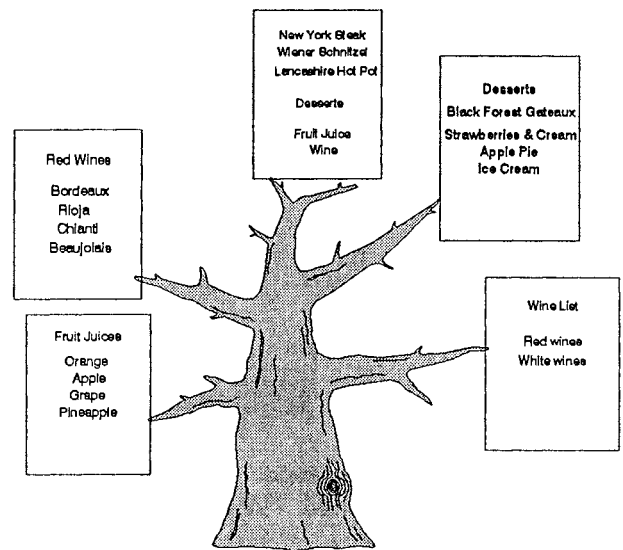 New York Steak
Wiener Schnitzel
Lancashire Hot Pot
Desserts
Fruit Juice
Wine
Desserts
Black Forest Gateaux
Strawberries & Cream
Apple Pie
Ice Cream
Red Wines
Bordeaux
Rioja
Chianti
Beaujolais
Wine List
Red wines
White wines
Fruit Juices
Orange
Apple
Grape
Pineapple